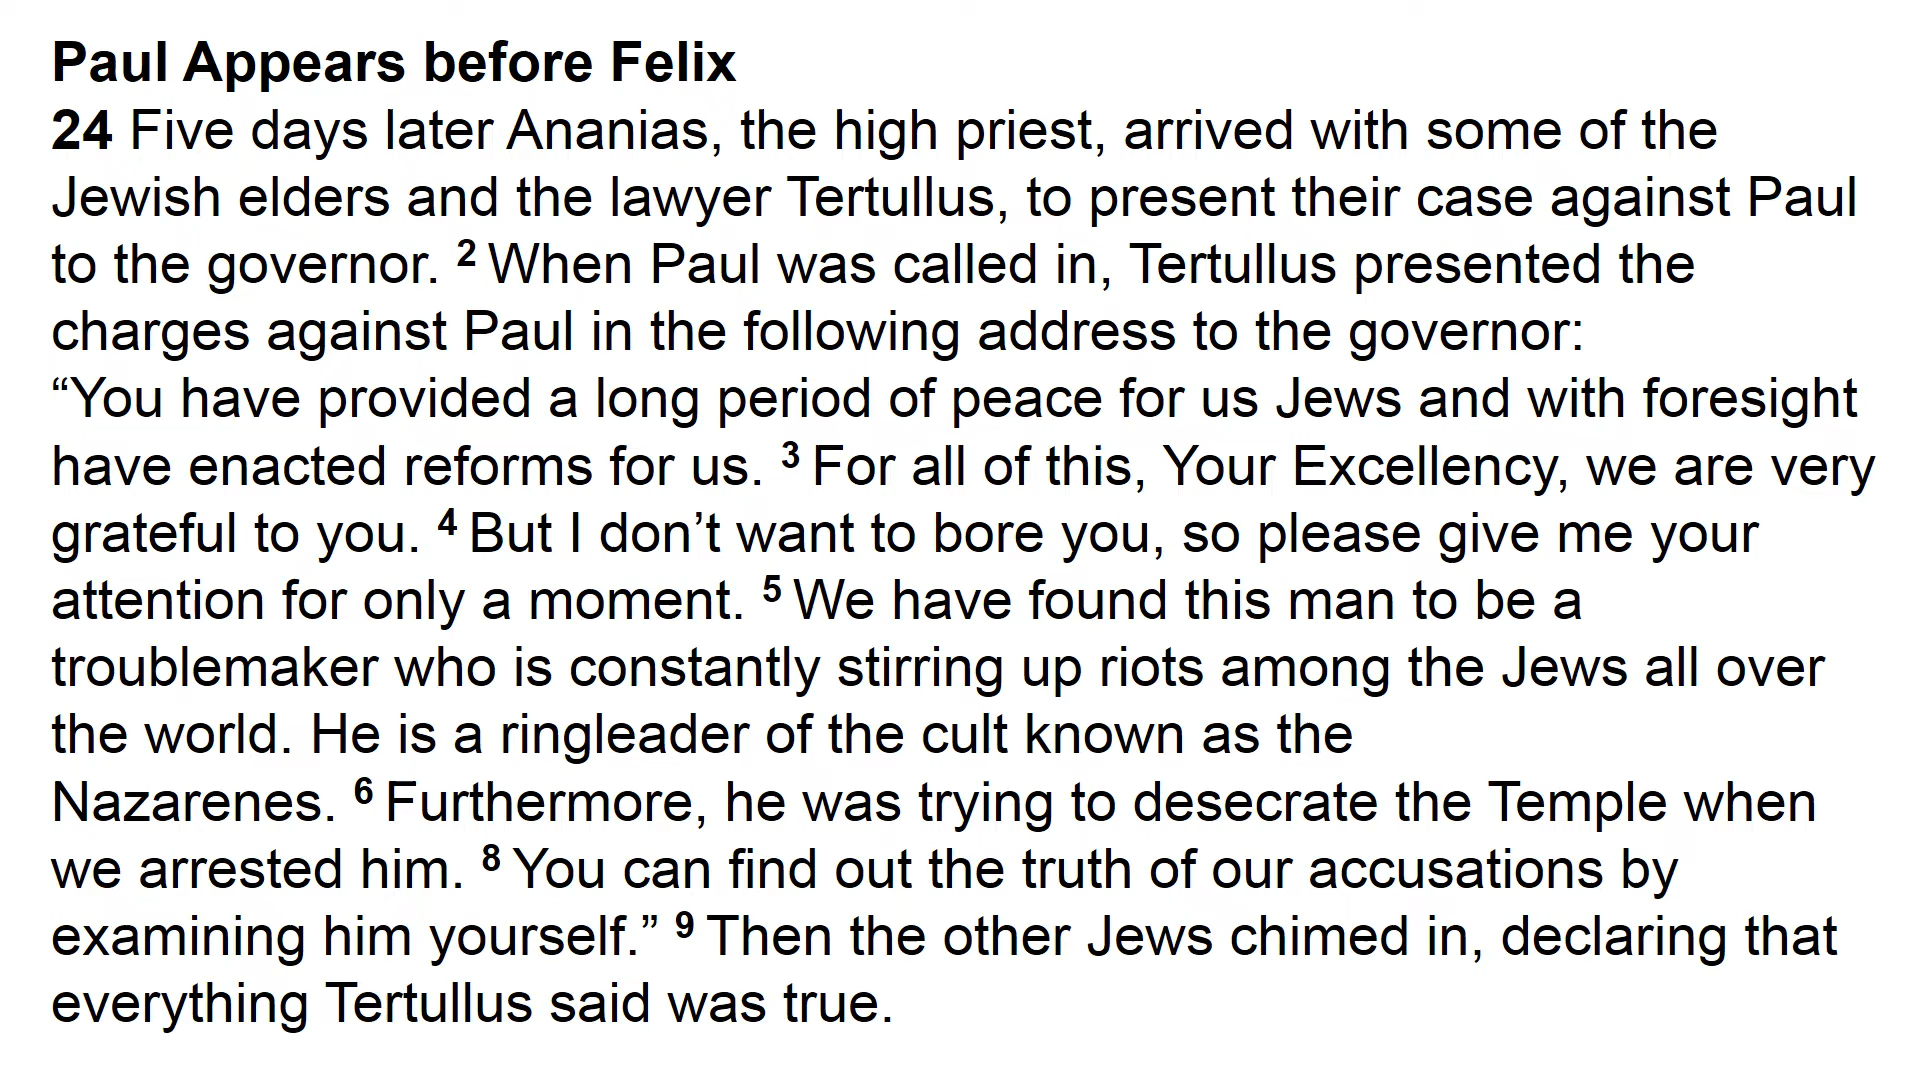 Paul Appears before Felix
24 Five days later Ananias, the high priest, arrived with some of the
Jewish elders and the lawyer Tertullus, to present their case against Paul
to the governor. 2 When Paul was called in, Tertullus presented the
charges against Paul in the following address to the governor:
“You have provided a long period of peace for us Jews and with foresight
have enacted reforms for us. 3 For all of this, Your Excellency, we are very
grateful to you. 4 But I don’t want to bore you, so please give me your
attention for only a moment. 5 We have found this man to be a
troublemaker who is constantly stirring up riots among the Jews all over
the world. He is a ringleader of the cult known as the
Nazarenes. 6 Furthermore, he was trying to desecrate the Temple when
we arrested him. 8 You can find out the truth of our accusations by
examining him yourself.” 9 Then the other Jews chimed in, declaring that
everything Tertullus said was true.